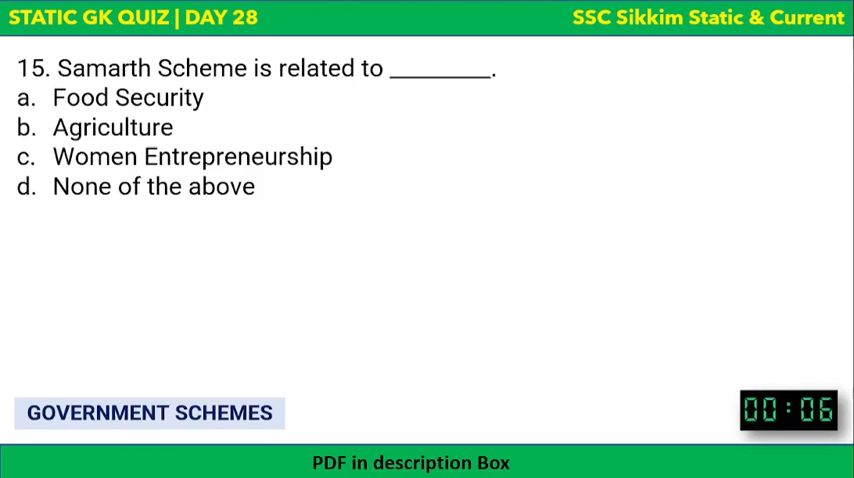 STATIC GK QUIZ | DAY 28
SSC Sikkim Static & Current
15. Samarth Scheme is related to _________.
a. Food Security
b. Agriculture
c. Women Entrepreneurship
d. None of the above
GOVERNMENT SCHEMES
00:06
PDF in description Box